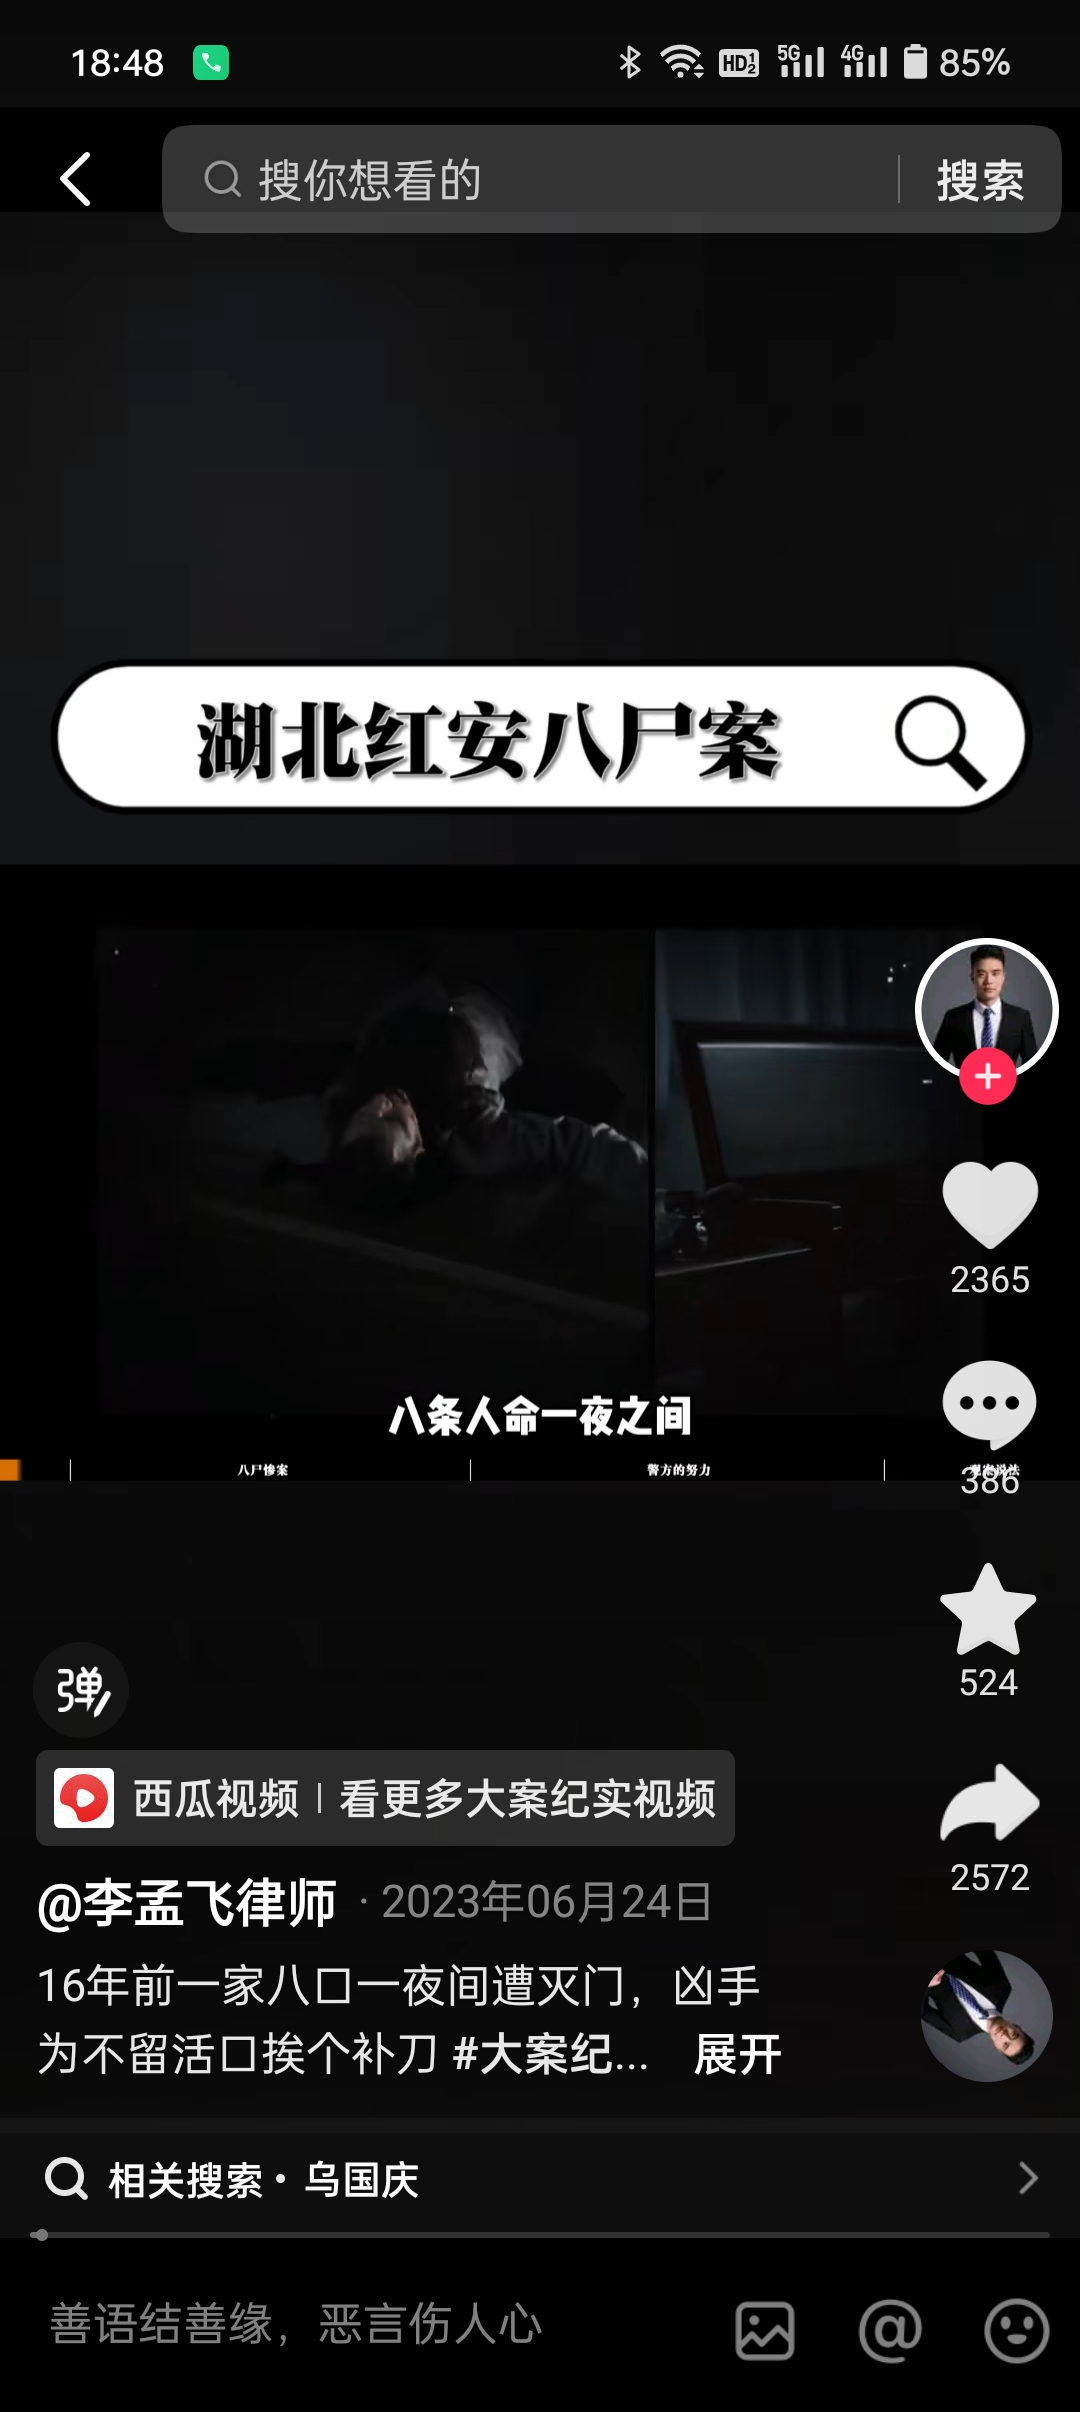 18:48
HD 1 2 5G 4G 85%
搜你想看的 搜索
湖北红安八尸案
2365
八条人命一夜之间
八尸惨案 警方的努力
386
524
弹
西瓜视频 | 看更多大案纪实视频
2572
@李孟飞律师 · 2023年06月24日
16年前一家八口一夜间遭灭门，凶手
为不留活口挨个补刀 #大案纪... 展开
相关搜索 · 乌国庆
善语结善缘，恶言伤人心